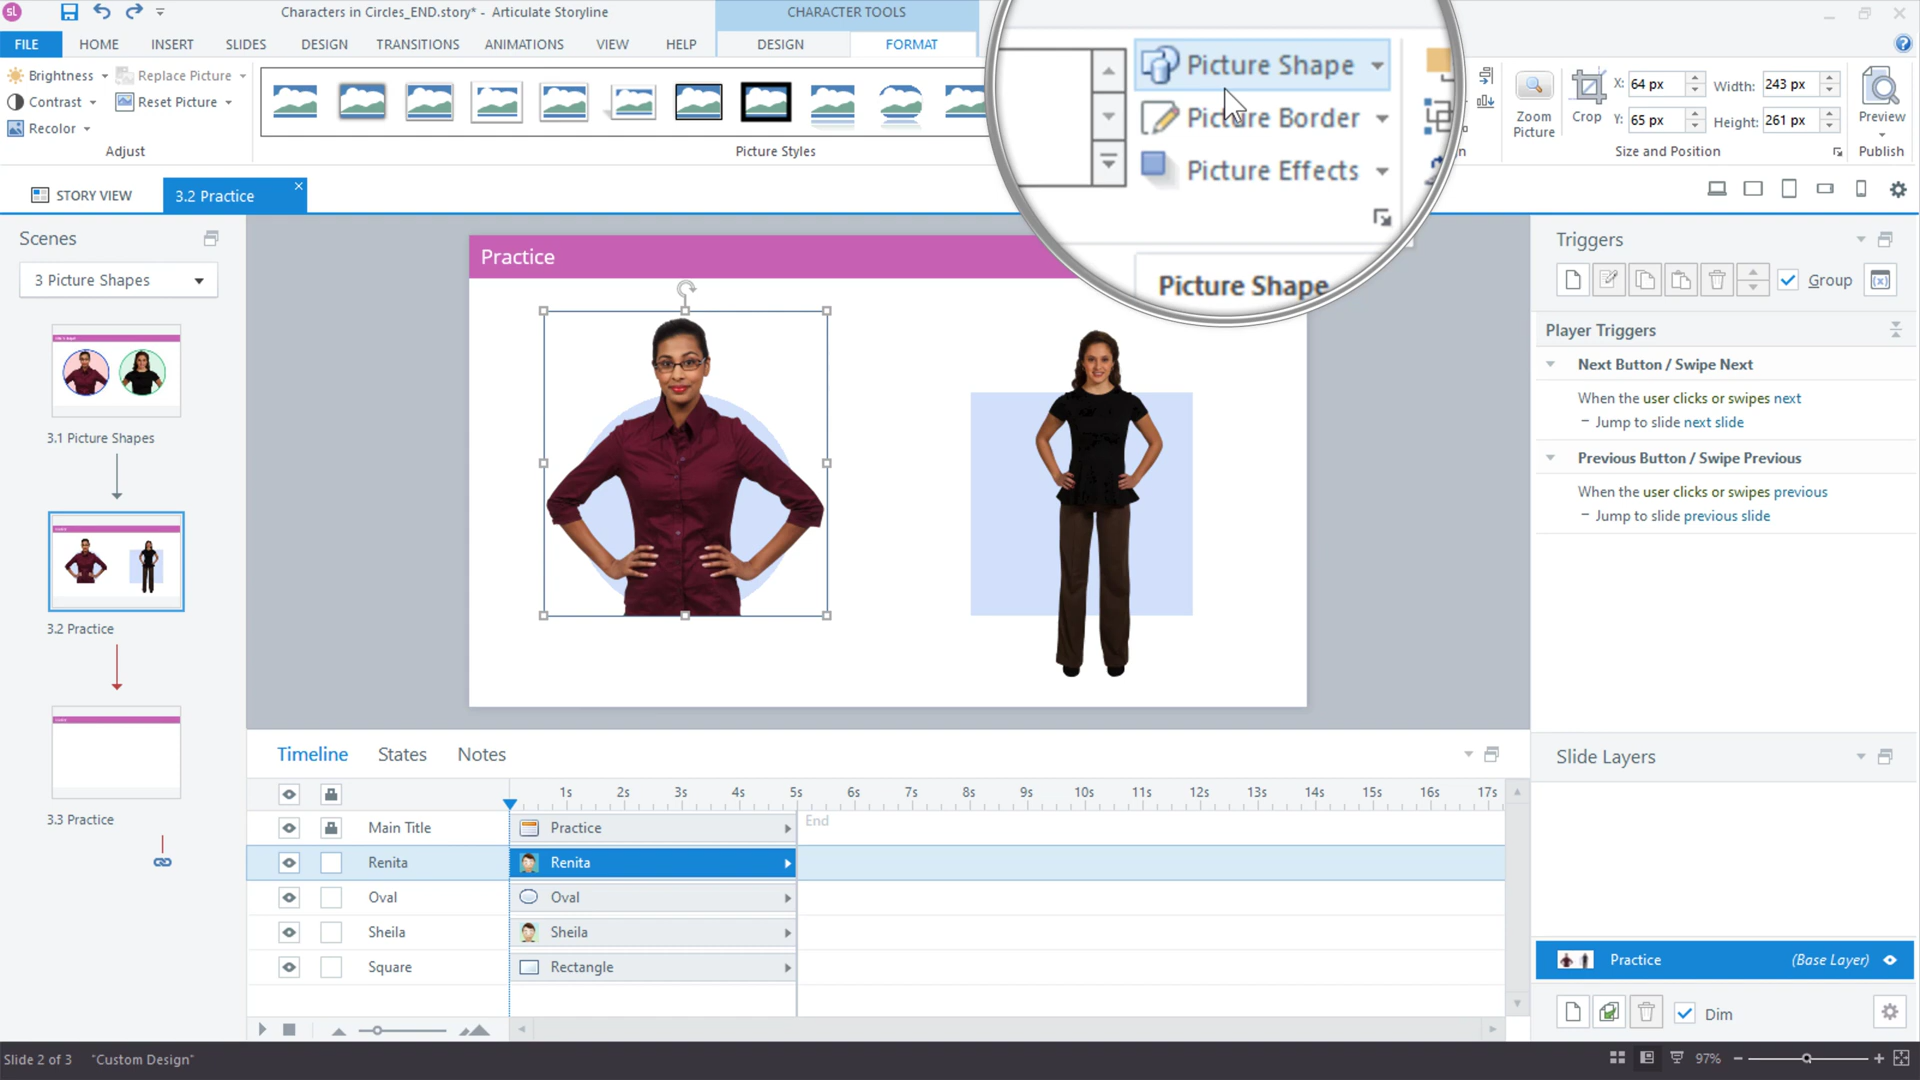 sl
Characters in Circles_END.story* - Articulate Storyline
CHARACTER TOOLS
FILE
HOME
INSERT
SLIDES
DESIGN
TRANSITIONS
ANIMATIONS
VIEW
HELP
DESIGN
FORMAT
Brightness
Replace Picture
Contrast
Reset Picture
Recolor
Adjust
Picture Styles
Picture Shape
Picture Border
Picture Effects
Picture Shape
Zoom Picture
Crop
X: 64 px
Width: 243 px
Y: 65 px
Height: 261 px
Size and Position
Preview
Publish
STORY VIEW
3.2 Practice
Scenes
3 Picture Shapes
3.1 Picture Shapes
3.2 Practice
3.3 Practice
Practice
Triggers
Group
Player Triggers
Next Button / Swipe Next
When the user clicks or swipes next
– Jump to slide next slide
Previous Button / Swipe Previous
When the user clicks or swipes previous
– Jump to slide previous slide
Timeline
States
Notes
1s 2s 3s 4s 5s 6s 7s 8s 9s 10s 11s 12s 13s 14s 15s 16s 17s
Main Title
Practice
End
Renita
Renita
Oval
Oval
Sheila
Sheila
Square
Rectangle
Slide Layers
Practice
(Base Layer)
Dim
Slide 2 of 3
"Custom Design"
97%